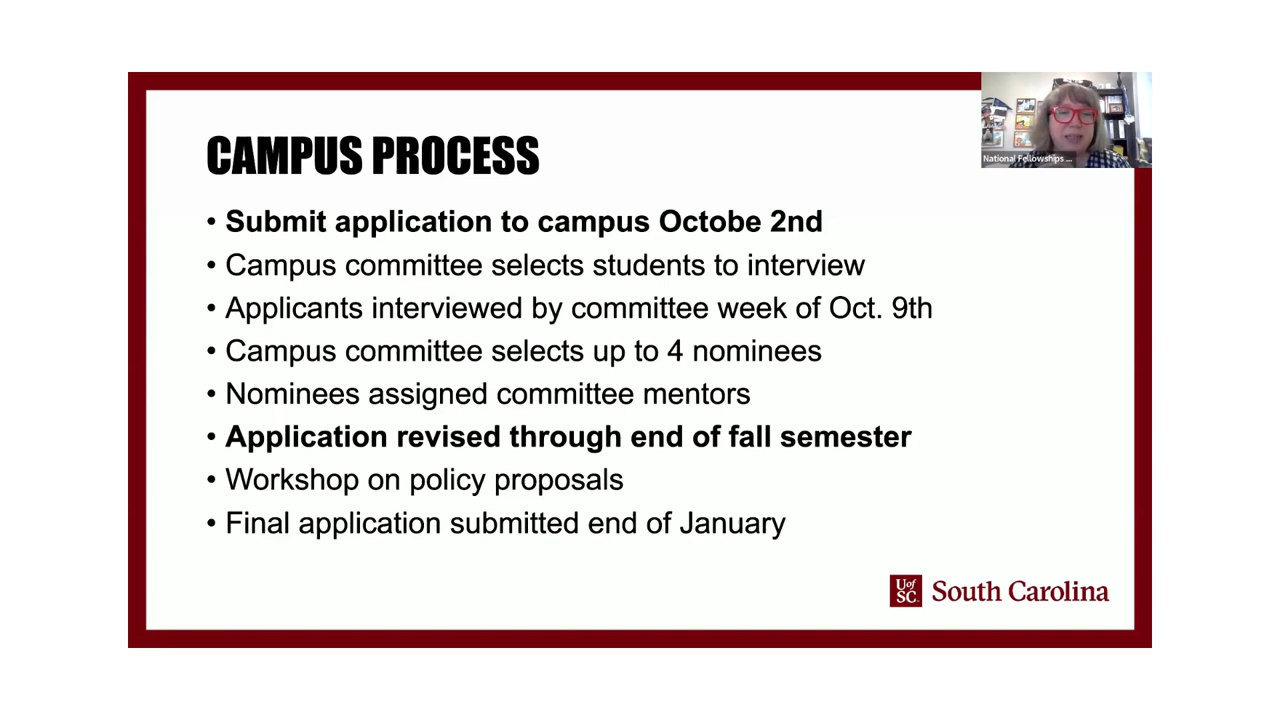 CAMPUS PROCESS
National Fellowships ...
• Submit application to campus Octobe 2nd
• Campus committee selects students to interview
• Applicants interviewed by committee week of Oct. 9th
• Campus committee selects up to 4 nominees
• Nominees assigned committee mentors
• Application revised through end of fall semester
• Workshop on policy proposals
• Final application submitted end of January
U of
SC
South Carolina